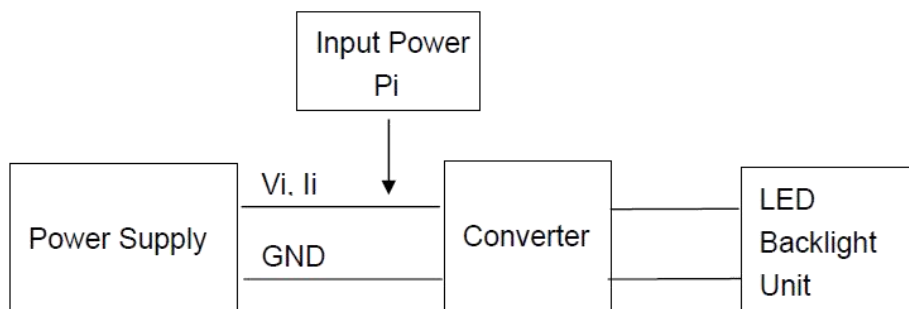 Input Power
Pi
Vi, Ii
Power Supply
GND
Converter
LED
Backlight
Unit